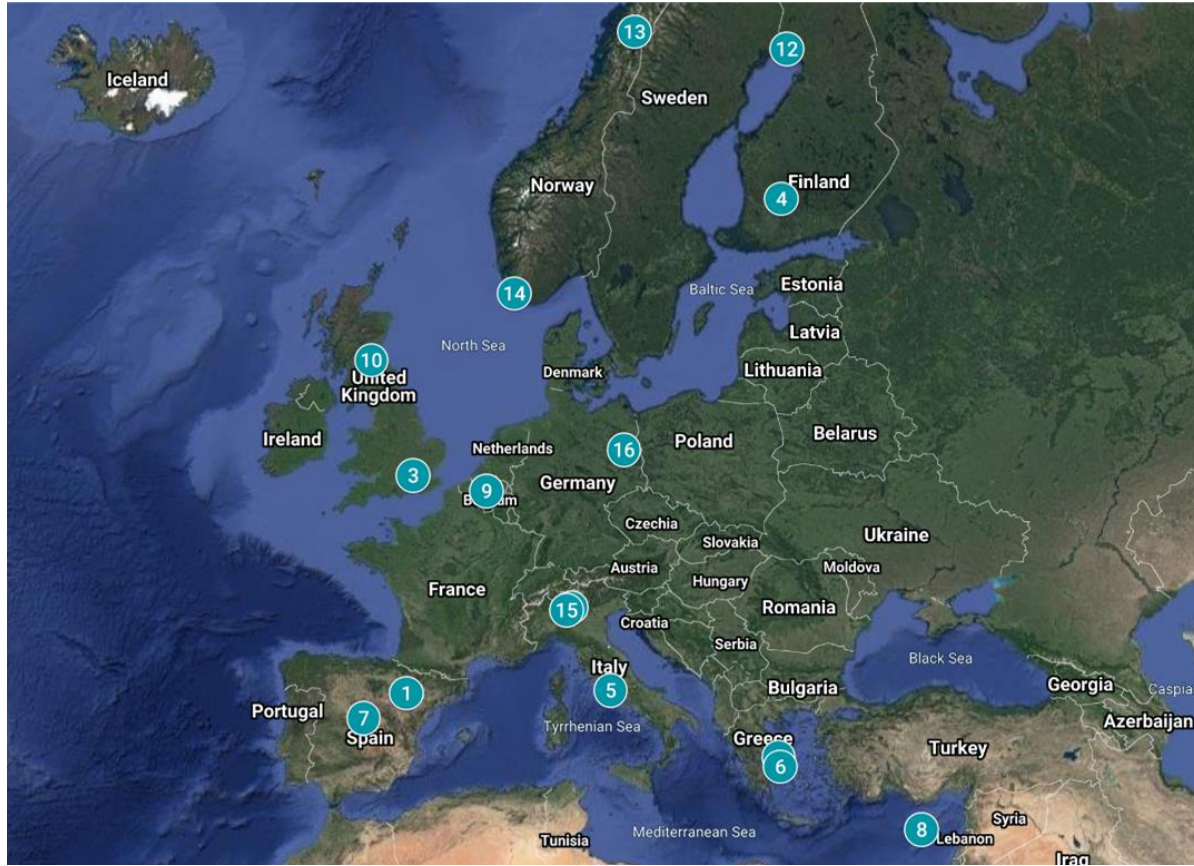 13
12
Iceland
Sweden
Norway
Finland
4
Estonia
Baltic Sea
14
Latvia
North Sea
10
United
Kingdom
Denmark
Lithuania
Ireland
Netherlands
16
Poland
Belarus
3
9
Germany
Czechia
Ukraine
Slovakia
Austria
Moldova
Hungary
France
Romania
15
Croatia
Serbia
Black Sea
Italy
1
5
Bulgaria
Georgia
Portugal
7
Spain
Tyrrhenian Sea
Azerbaijan
Greece
6
Turkey
8
Syria
Lebanon
Tunisia
Mediterranean Sea
Iraq